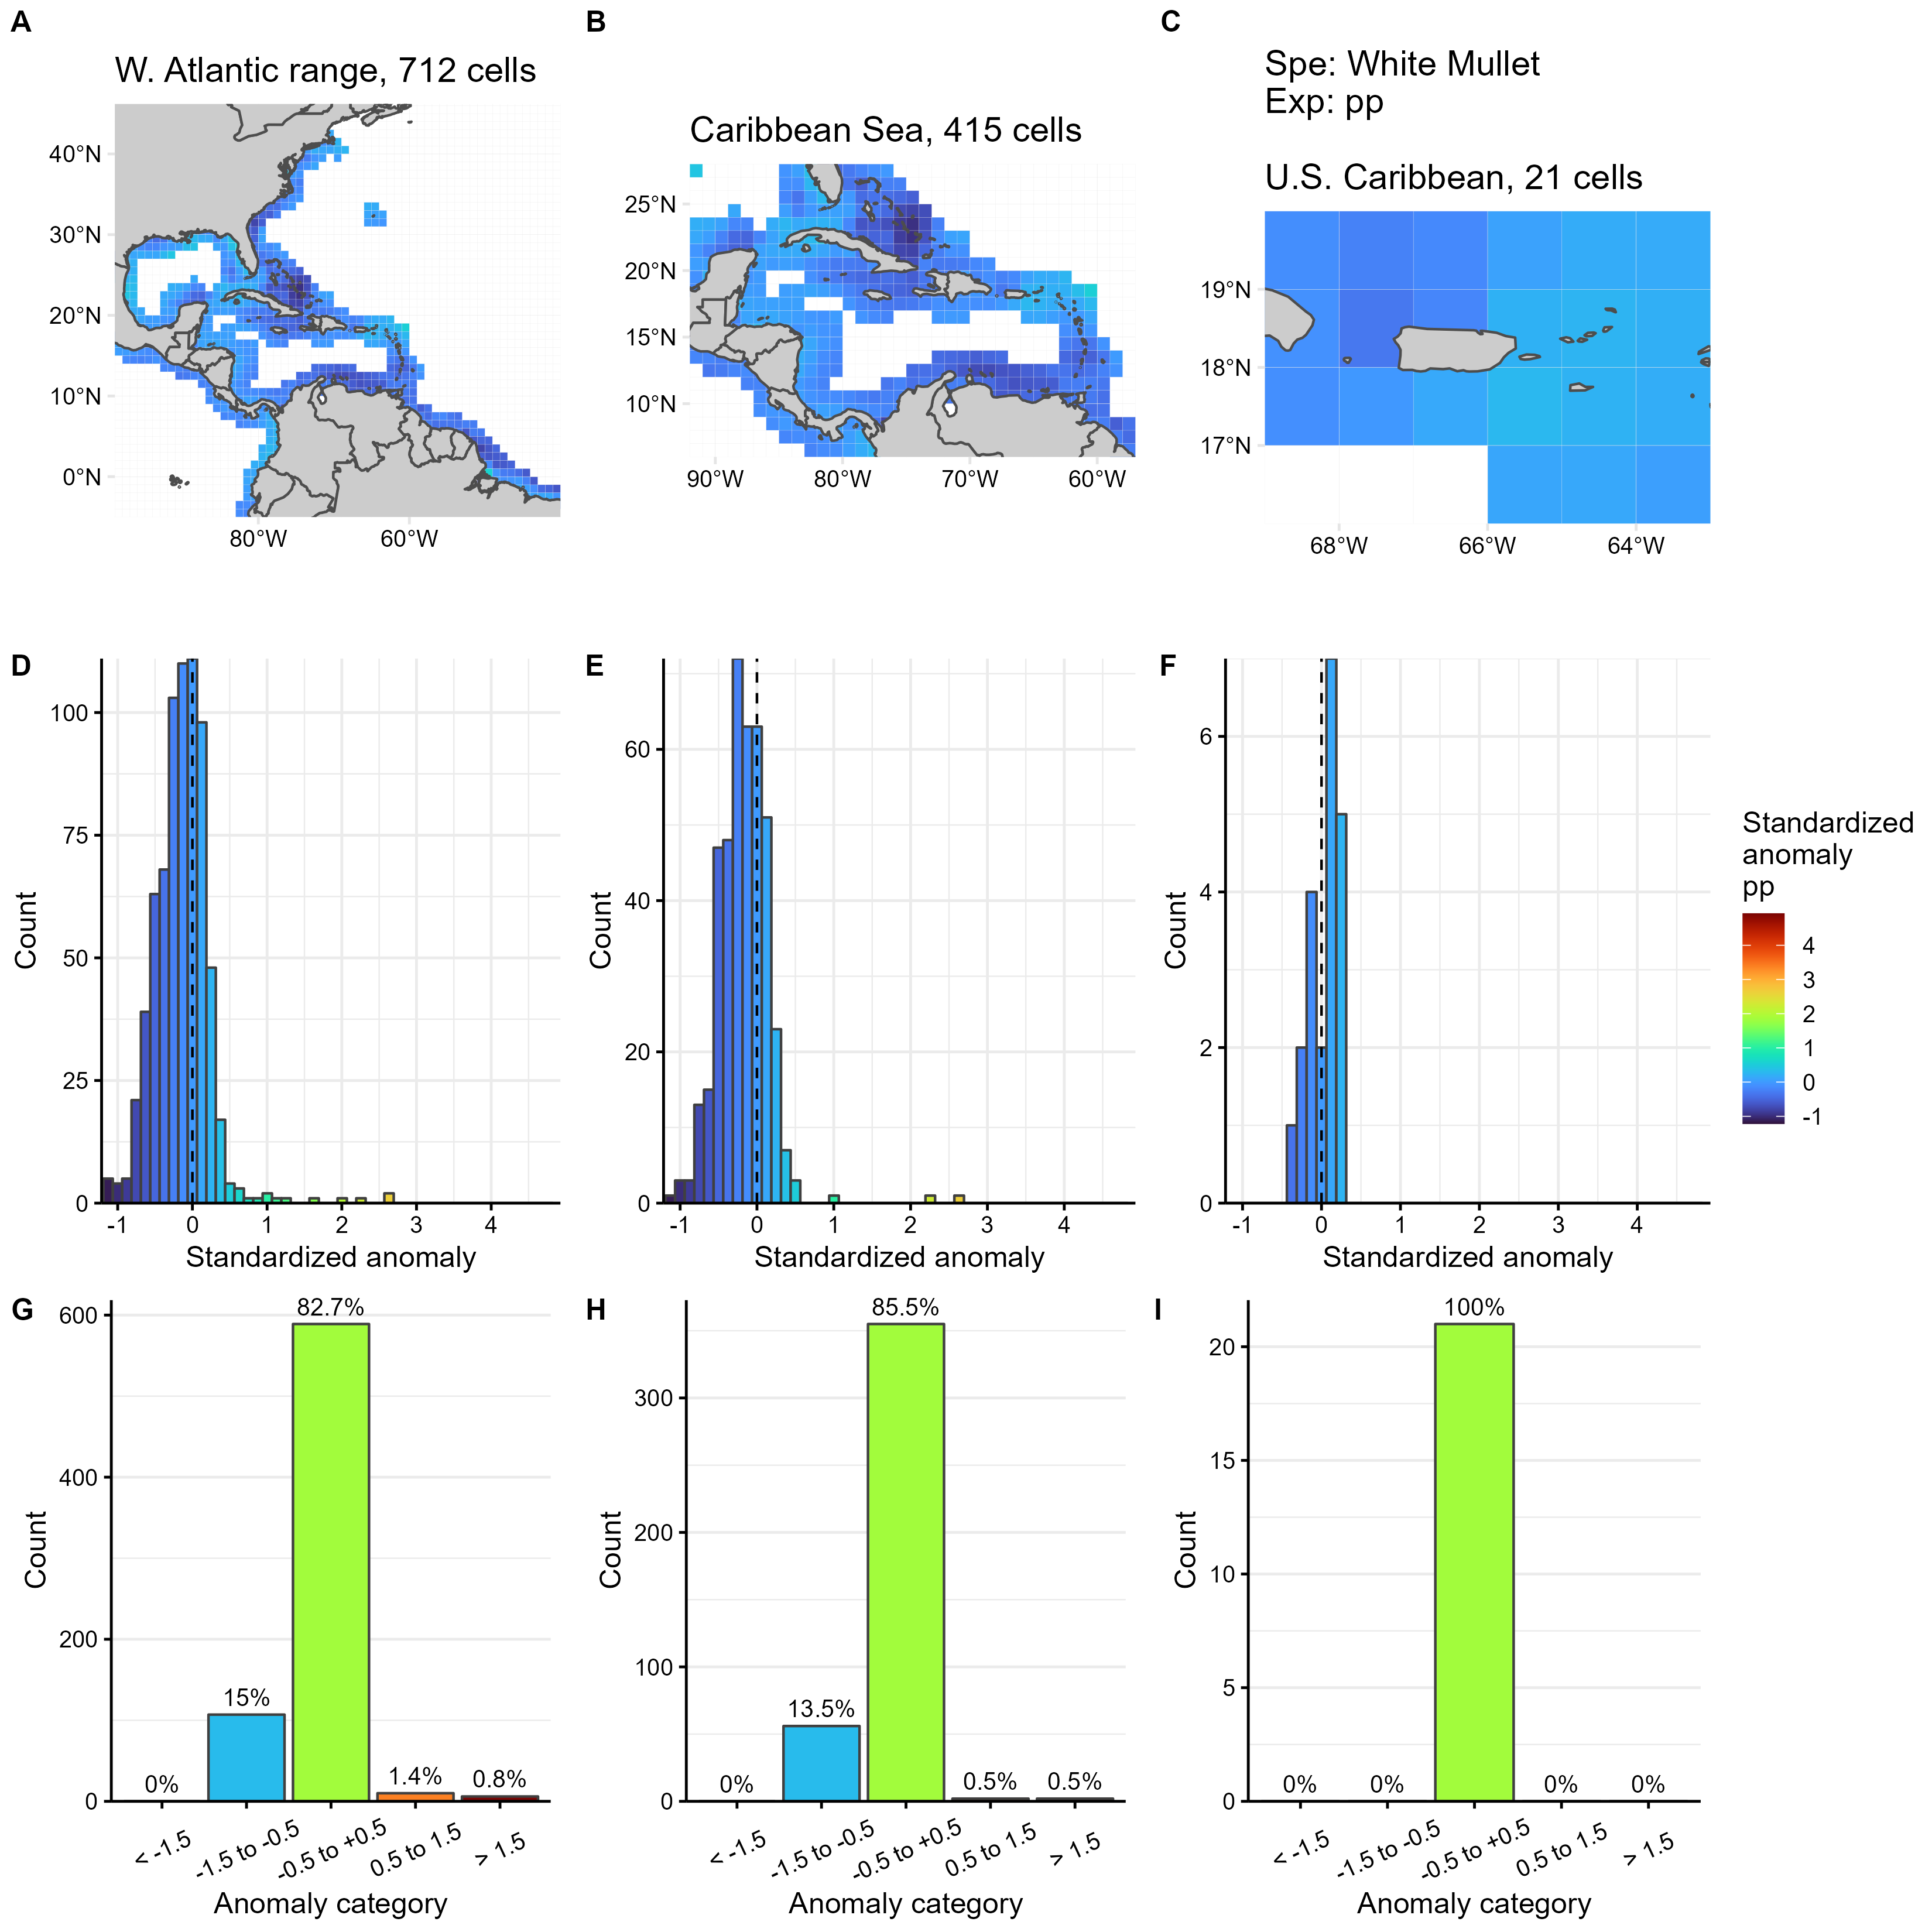 A
B
C
W. Atlantic range, 712 cells
Caribbean Sea, 415 cells
Spe: White Mullet
Exp: pp
U.S. Caribbean, 21 cells
40°N
30°N
20°N
10°N
0°N
80°W
60°W
25°N
20°N
15°N
10°N
90°W
80°W
70°W
60°W
19°N
18°N
17°N
68°W
66°W
64°W
D
Count
100
75
50
25
0
-1
0
1
2
3
4
Standardized anomaly
E
Count
60
40
20
0
-1
0
1
2
3
4
Standardized anomaly
F
Count
6
4
2
0
-1
0
1
2
3
4
Standardized anomaly
Standardized
anomaly
pp
4
3
2
1
0
-1
G
Count
600
400
200
0
0%
15%
82.7%
1.4%
0.8%
< -1.5
-1.5 to -0.5
-0.5 to +0.5
0.5 to 1.5
> 1.5
Anomaly category
H
Count
300
200
100
0
0%
13.5%
85.5%
0.5%
0.5%
< -1.5
-1.5 to -0.5
-0.5 to +0.5
0.5 to 1.5
> 1.5
Anomaly category
I
Count
20
15
10
5
0
0%
0%
100%
0%
0%
< -1.5
-1.5 to -0.5
-0.5 to +0.5
0.5 to 1.5
> 1.5
Anomaly category